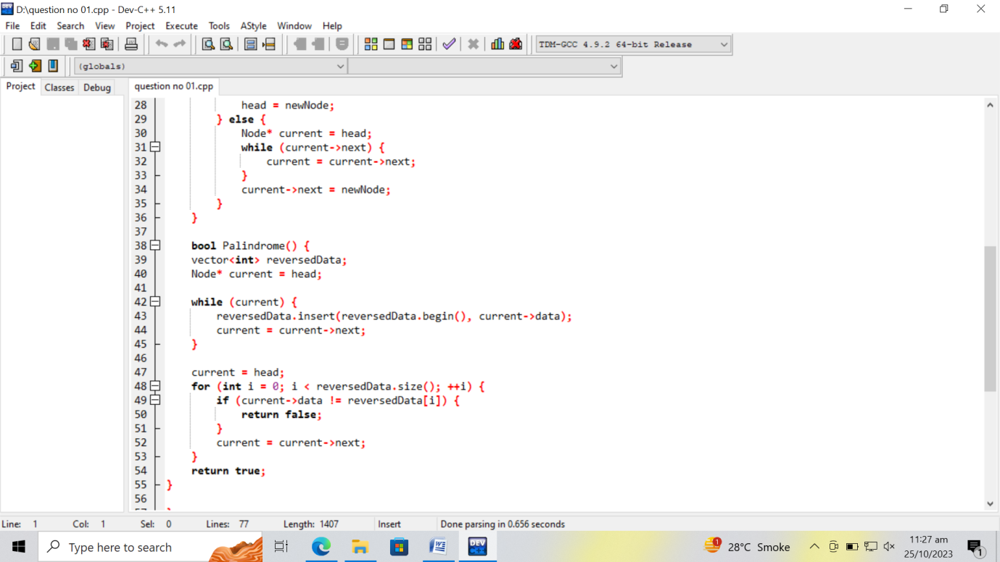 D:\question no 01.cpp - Dev-C++ 5.11
File Edit Search View Project Execute Tools AStyle Window Help
TDM-GCC 4.9.2 64-bit Release
(globals)
Project Classes Debug
question no 01.cpp
28 head = newNode;
29 } else {
30 Node* current = head;
31 while (current->next) {
32 current = current->next;
33 }
34 current->next = newNode;
35 }
36 }
37
38 bool Palindrome() {
39 vector<int> reversedData;
40 Node* current = head;
41
42 while (current) {
43 reversedData.insert(reversedData.begin(), current->data);
44 current = current->next;
45 }
46
47 current = head;
48 for (int i = 0; i < reversedData.size(); ++i) {
49 if (current->data != reversedData[i]) {
50 return false;
51 }
52 current = current->next;
53 }
54 return true;
55 }
56
Line: 1 Col: 1 Sel: 0 Lines: 77 Length: 1407 Insert Done parsing in 0.656 seconds
Type here to search
DEV
1
28°C Smoke
11:27 am
25/10/2023
1